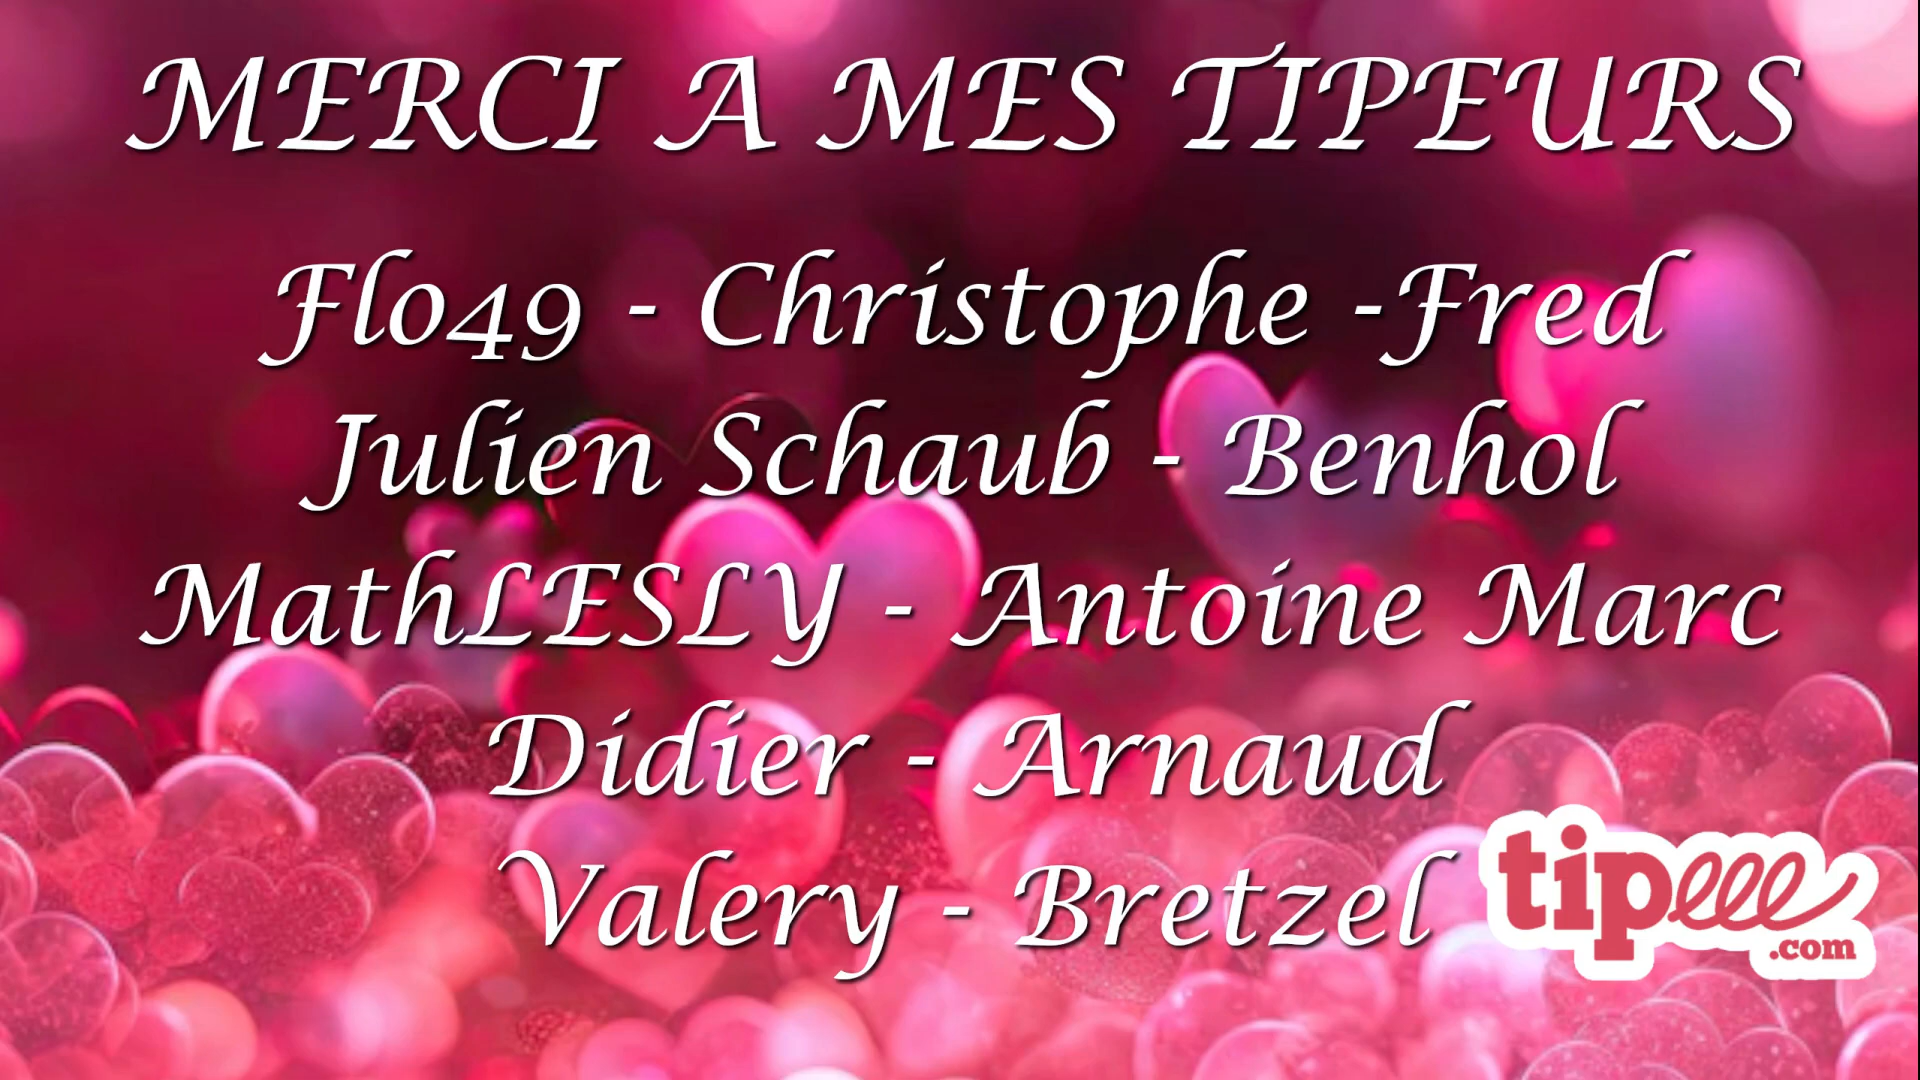 MERCI A MES TIPEURS
Flo49 - Christophe -Fred
Julien Schaub - Benhol
MathLESLY - Antoine Marc
Didier - Arnaud
Valery - Bretzel
tipeee
.com